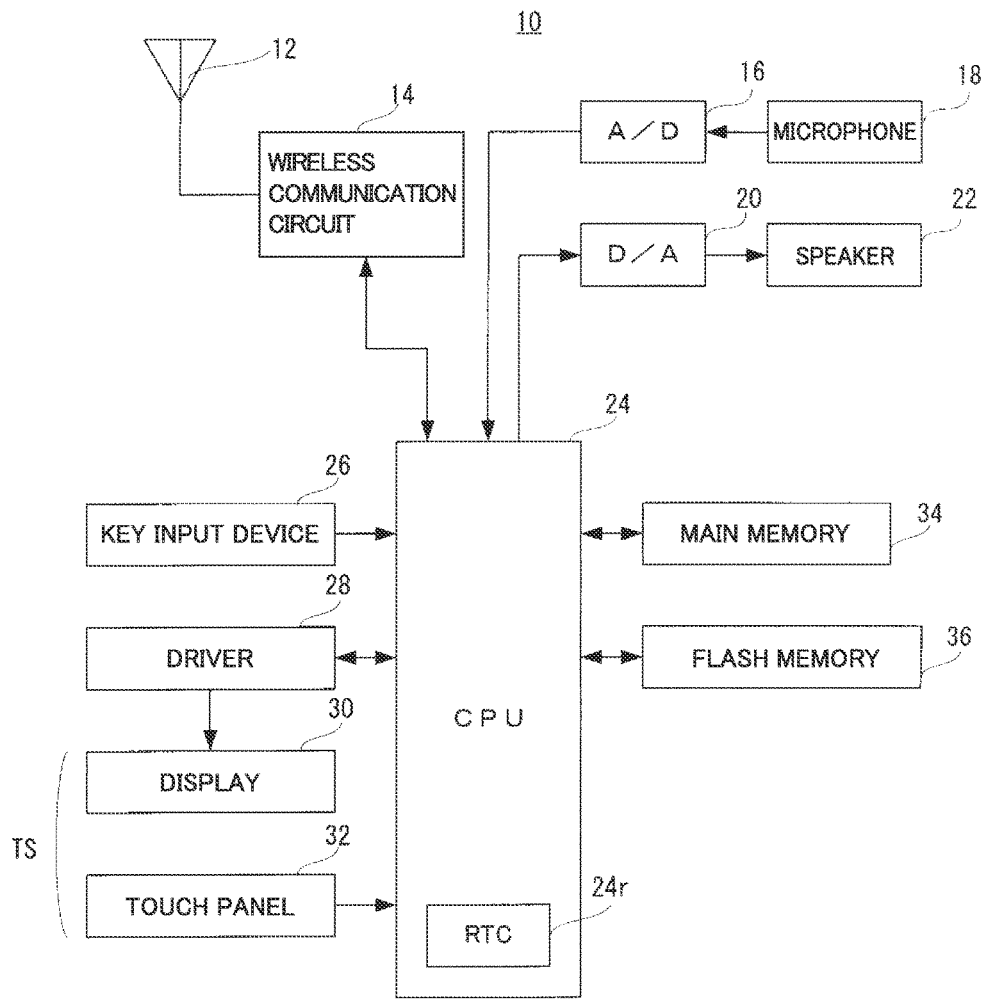 10
12
14
WIRELESS
COMMUNICATION
CIRCUIT
16
A/D
18
MICROPHONE
20
D/A
22
SPEAKER
24
CPU
26
KEY INPUT DEVICE
34
MAIN MEMORY
28
DRIVER
36
FLASH MEMORY
30
DISPLAY
TS
32
TOUCH PANEL
24r
RTC